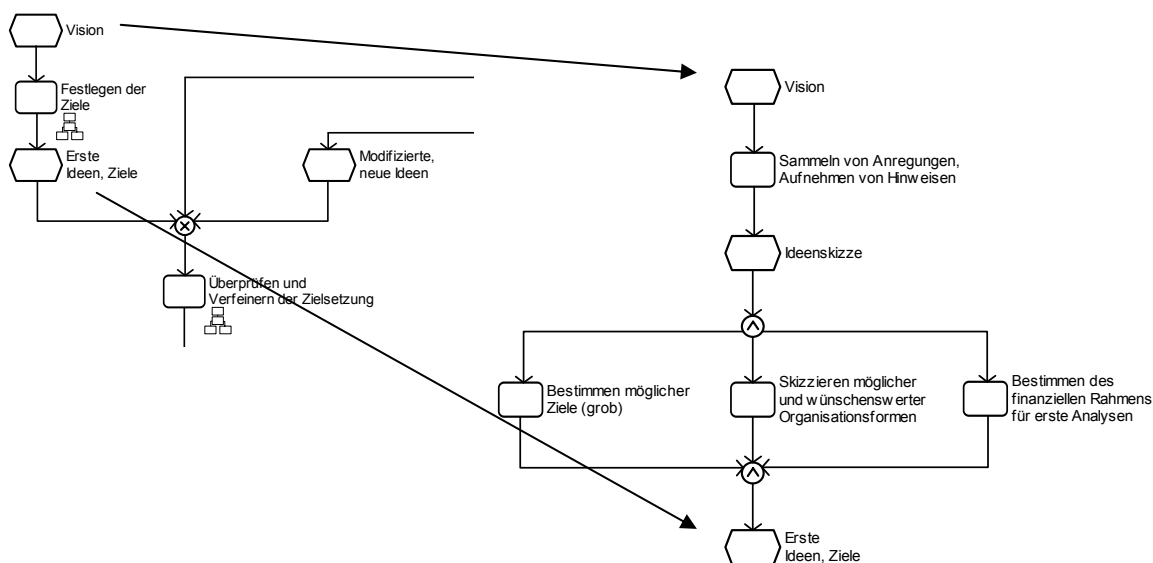 Vision
Festlegen der
Ziele
Erste
Ideen, Ziele
Modifizierte,
neue Ideen
Überprüfen und
Verfeinern der Zielsetzung
Vision
Sammeln von Anregungen,
Aufnehmen von Hinweisen
Ideenskizze
Bestimmen möglicher
Ziele (grob)
Skizzieren möglicher
und wünschenswerter
Organisationsformen
Bestimmen des
finanziellen Rahmens
für erste Analysen
Erste
Ideen, Ziele